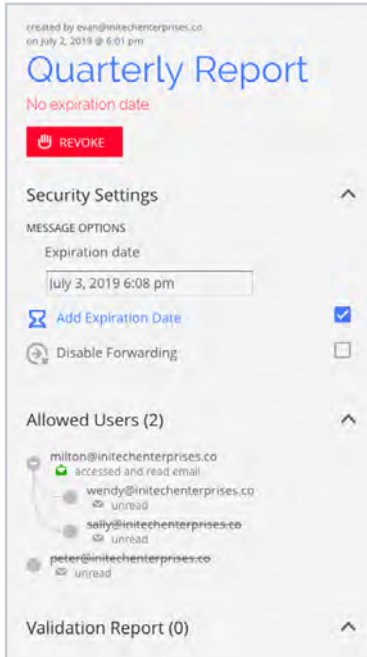 created by evan@initechenterprises.co
on July 2, 2019 @ 6:01 pm
Quarterly Report
No expiration date
REVOKE
Security Settings
MESSAGE OPTIONS
Expiration date
July 3, 2019 6:08 pm
Add Expiration Date
Disable Forwarding
Allowed Users (2)
milton@initechenterprises.co
accessed and read email
wendy@initechenterprises.co
unread
sally@initechenterprises.co
unread
peter@initechenterprises.co
unread
Validation Report (0)